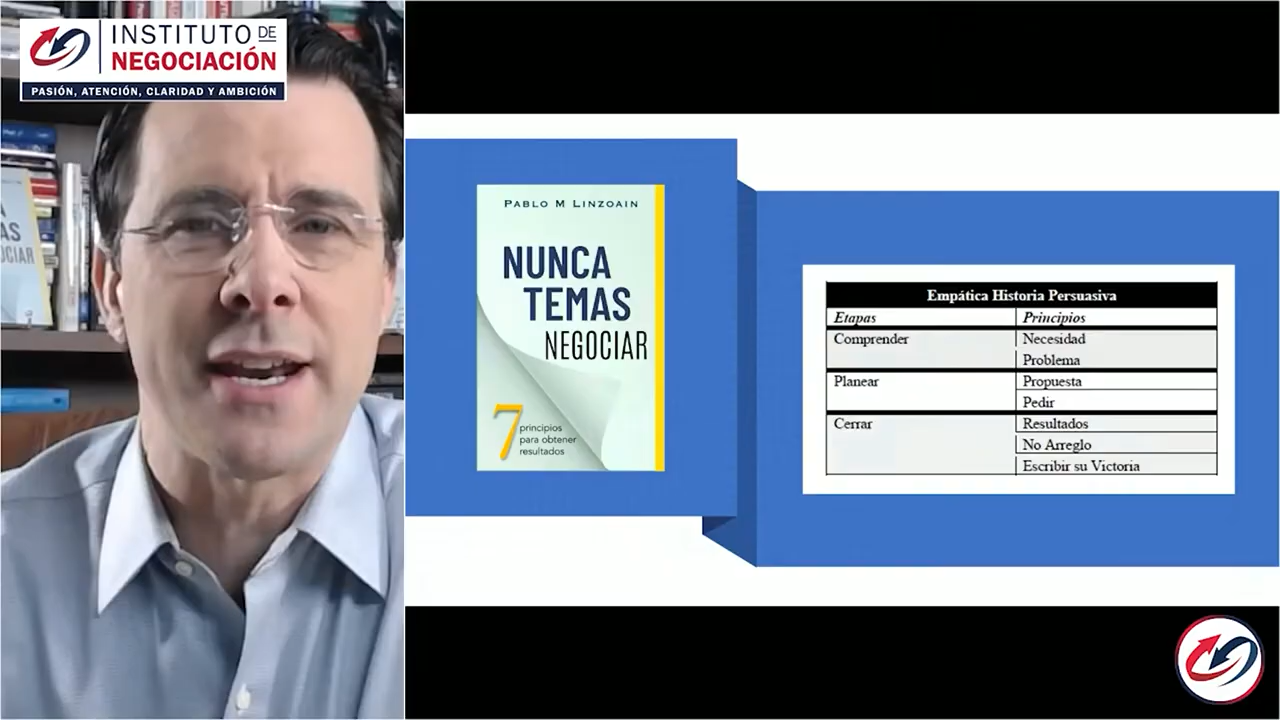 INSTITUTO DE
NEGOCIACIÓN
PASIÓN, ATENCIÓN, CLARIDAD Y AMBICIÓN
PABLO M LINZOAIN
NUNCA
TEMAS
NEGOCIAR
7 principios
para obtener
resultados
Empática Historia Persuasiva
Etapas Principios
Comprender Necesidad
Problema
Planear Propuesta
Pedir
Cerrar Resultados
No Arreglo
Escribir su Victoria